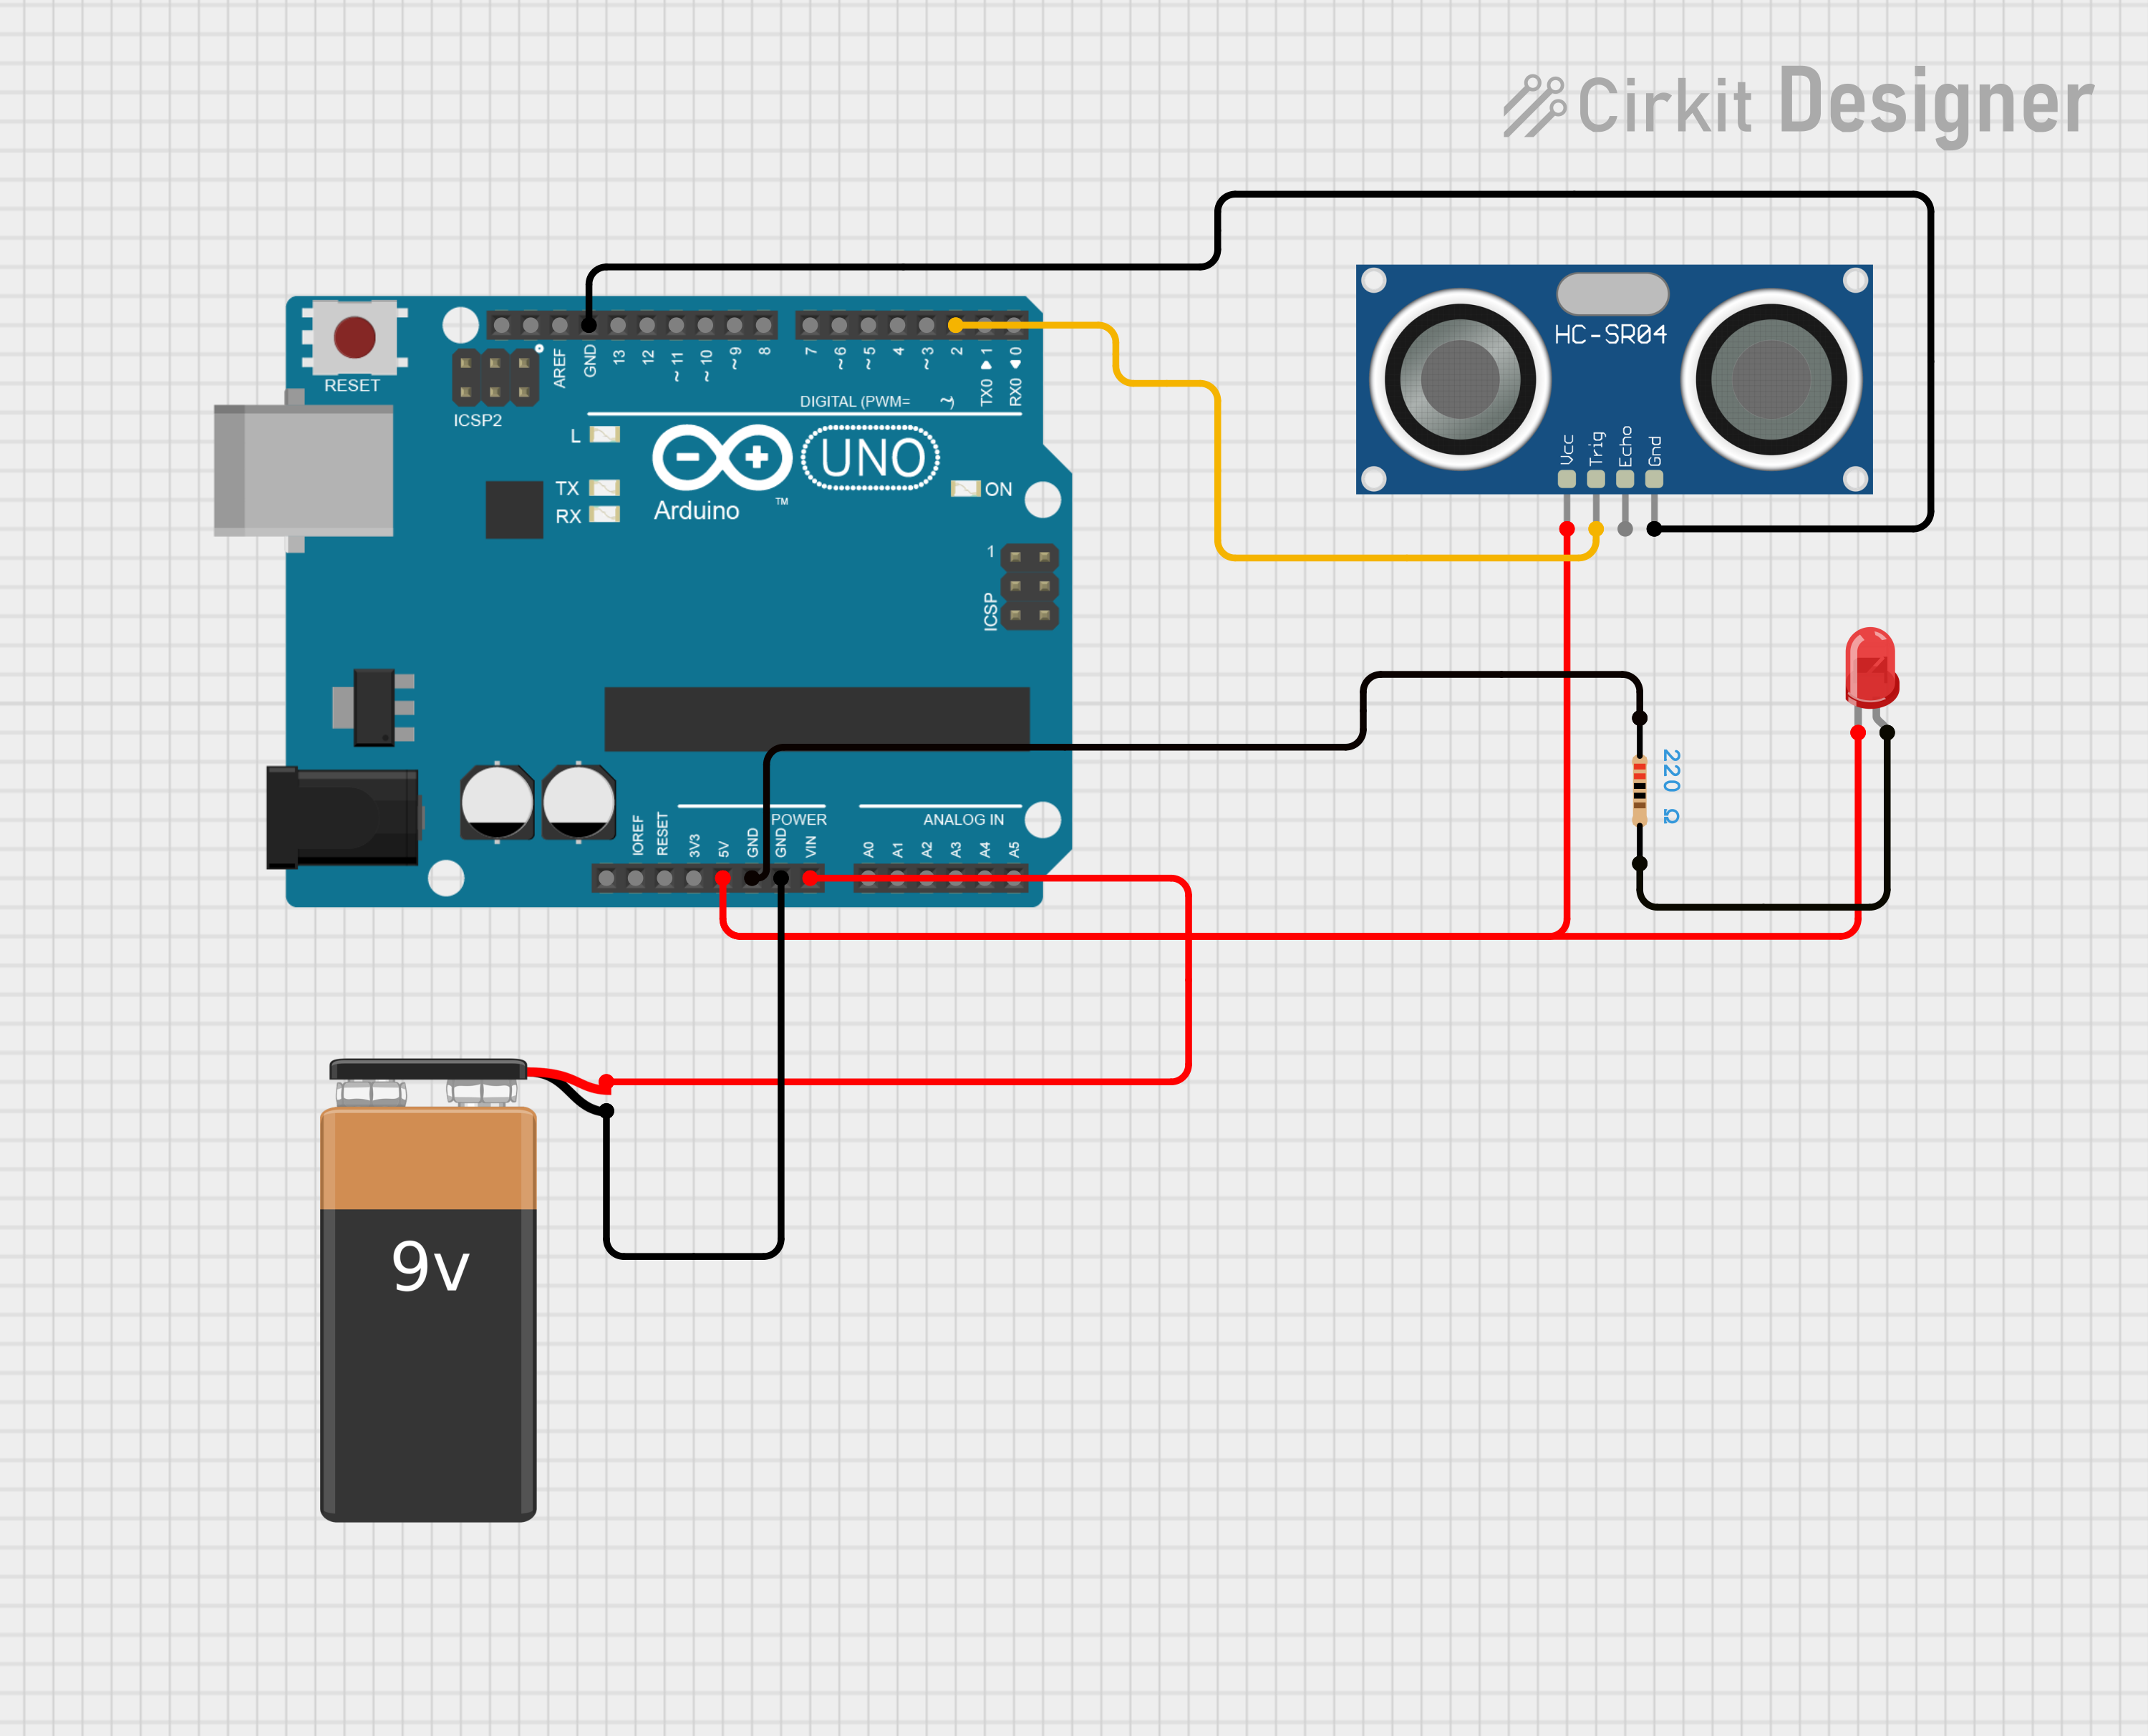 Cirkit Designer
HC-SR04
Vcc
Trig
Echo
Gnd
RESET
ICSP2
AREF
GND
13
12
~ 11
~ 10
~ 9
8
7
~ 6
~ 5
4
~ 3
2
TX0 ▶ 1
RX0 ◀ 0
DIGITAL (PWM= ~)
L
TX
RX
Arduino
™
UNO
ON
1
ICSP
220 Ω
POWER
ANALOG IN
IOREF
RESET
3V3
5V
GND
GND
VIN
A0
A1
A2
A3
A4
A5
9v